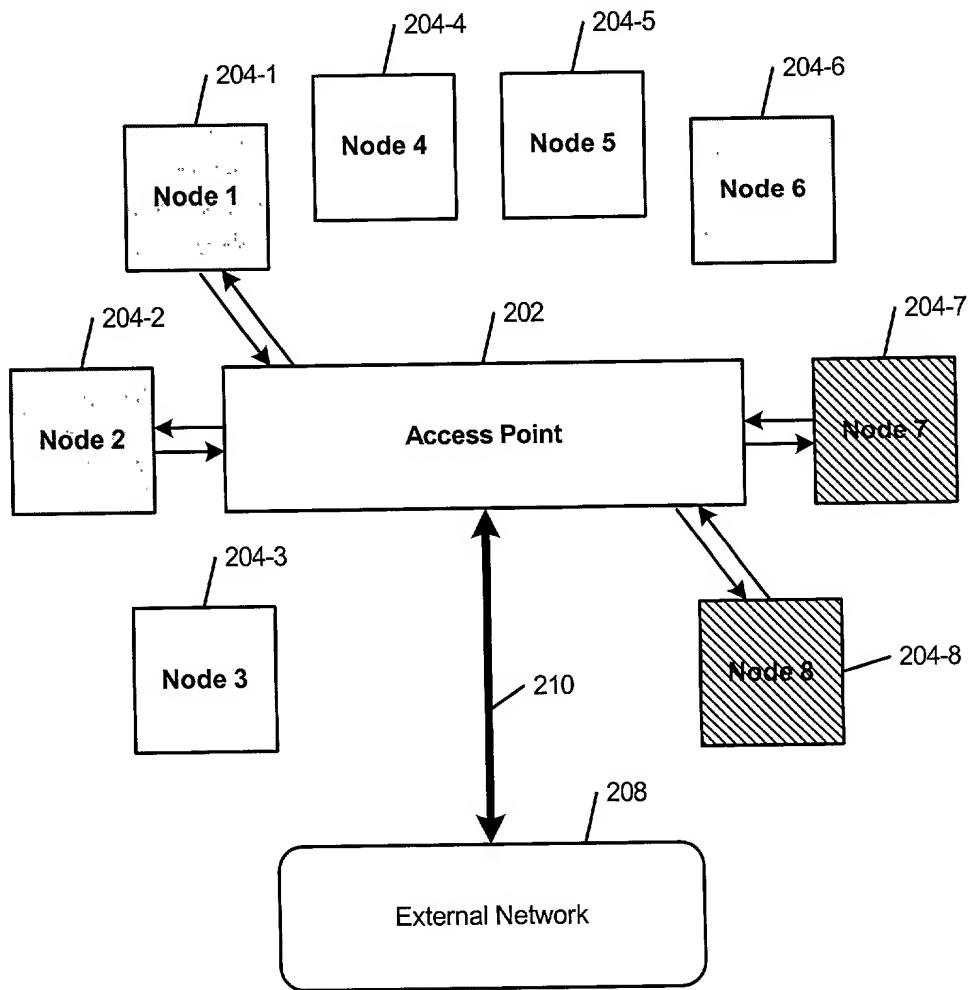 204-4
204-5
204-1
204-6
Node 4
Node 5
Node 1
Node 6
204-2
202
204-7
Node 2
Access Point
Node 7
204-3
Node 3
Node 8
204-8
210
208
External Network